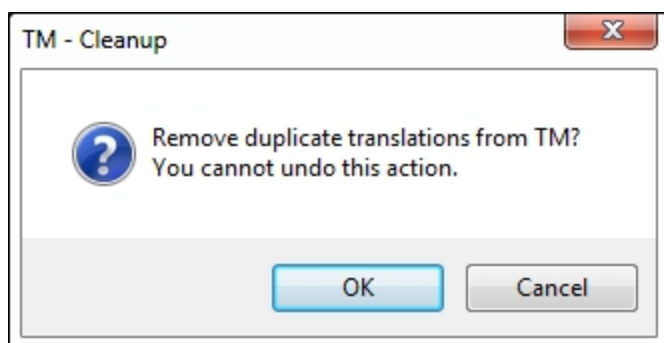 TM - Cleanup
Remove duplicate translations from TM?
You cannot undo this action.
OK
Cancel